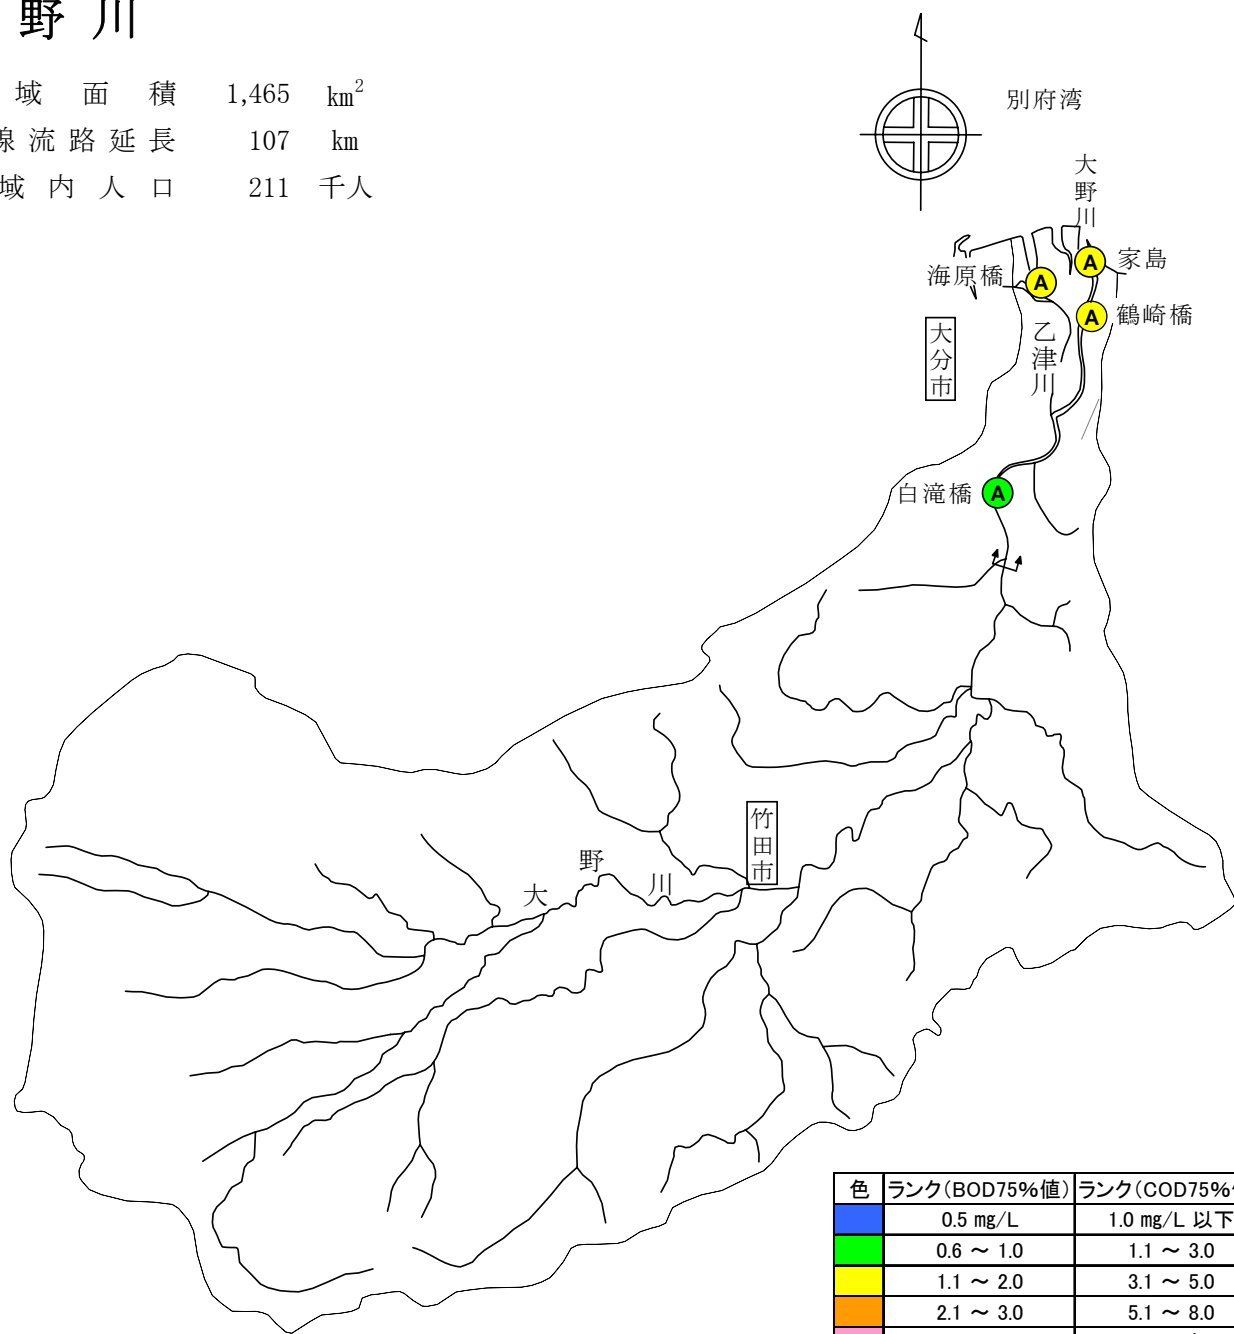 野川
域面積 1,465 km²
線流路延長 107 km
域内人口 211 千人
別府湾
大野川
家島
海原橋
A
A
鶴崎橋
A
大分市
乙津川
白滝橋
A
竹田市
大野川
色 ランク(BOD75%値) ランク(COD75%
0.5 mg/L 1.0 mg/L 以下
0.6 ～ 1.0 1.1 ～ 3.0
1.1 ～ 2.0 3.1 ～ 5.0
2.1 ～ 3.0 5.1 ～ 8.0